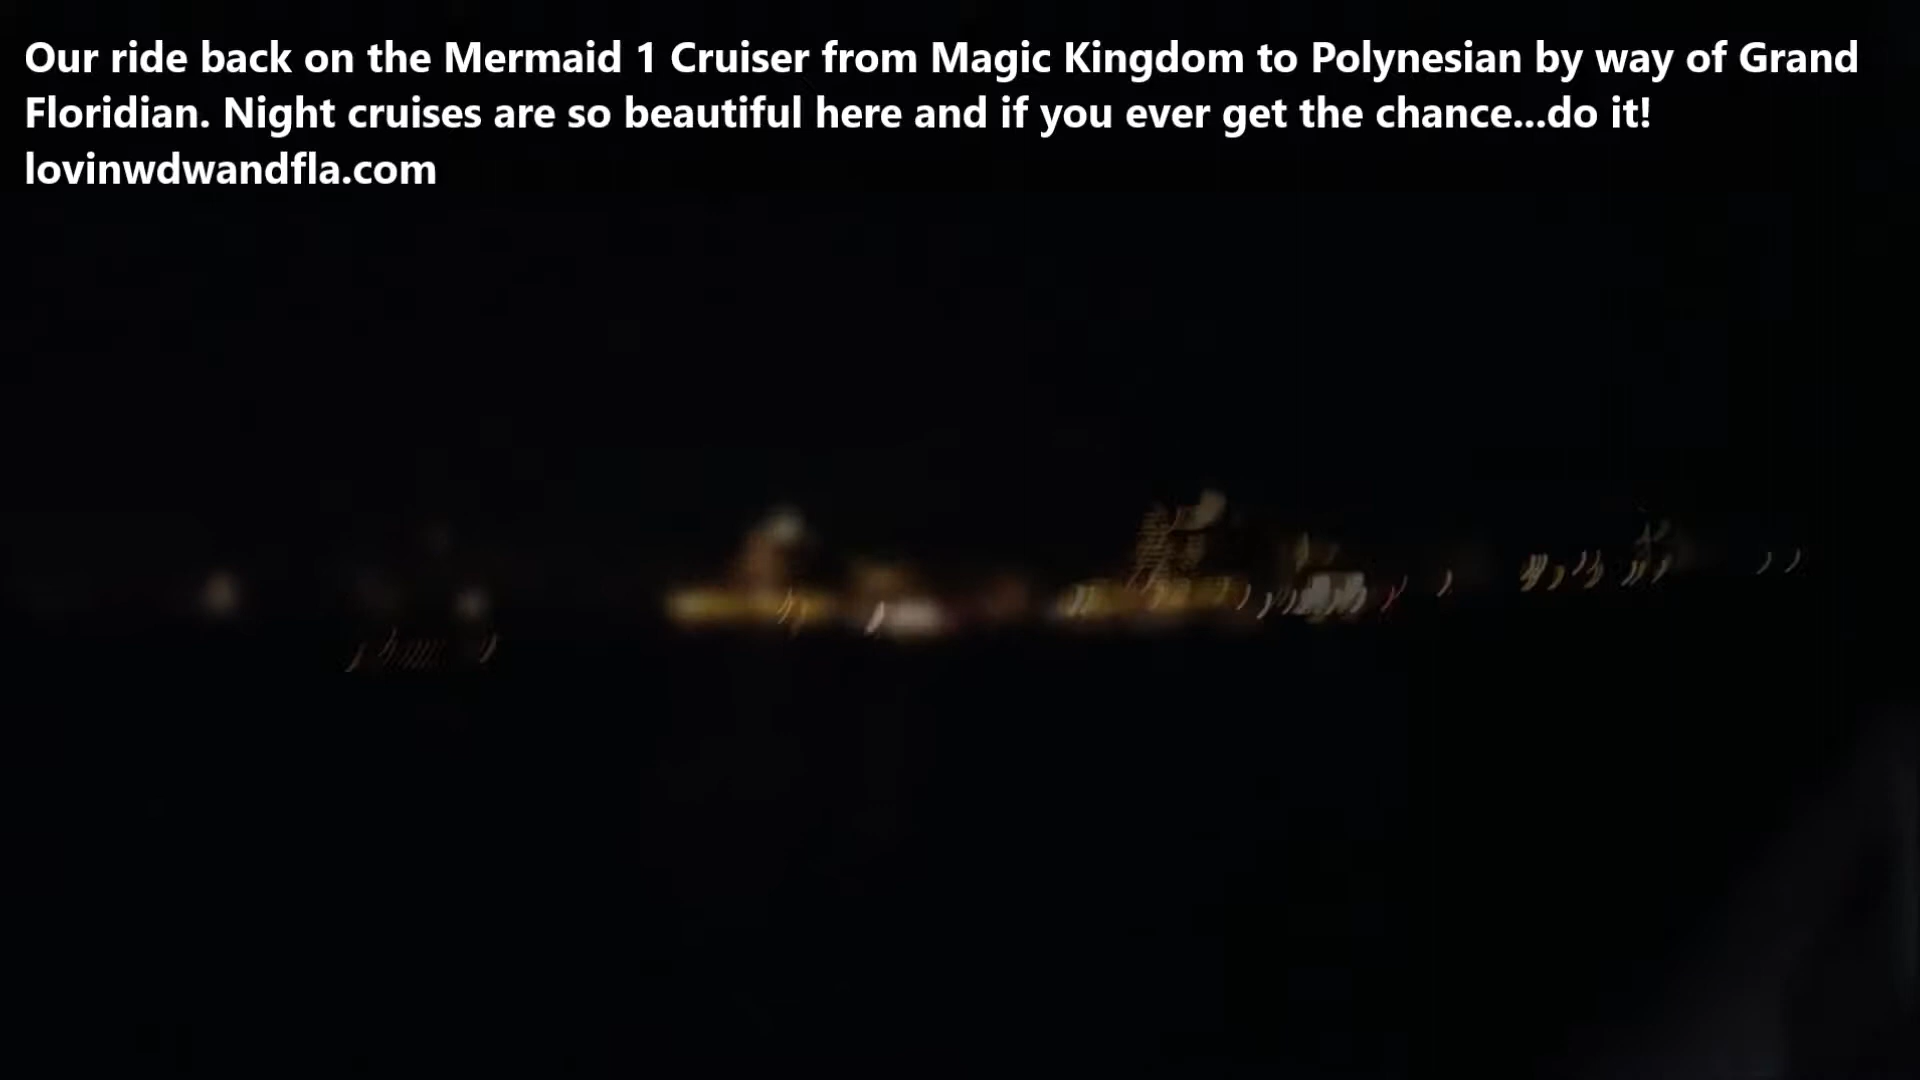 Our ride back on the Mermaid 1 Cruiser from Magic Kingdom to Polynesian by way of Grand
Floridian. Night cruises are so beautiful here and if you ever get the chance...do it!
lovinwdwandfla.com